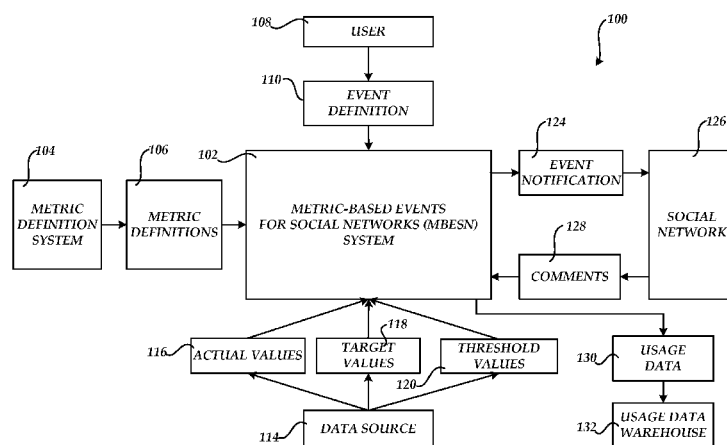 108
USER
100
110
EVENT
DEFINITION
104
METRIC
DEFINITION
SYSTEM
106
METRIC
DEFINITIONS
102
METRIC-BASED EVENTS
FOR SOCIAL NETWORKS (MBESN)
SYSTEM
124
EVENT
NOTIFICATION
126
SOCIAL
NETWORK
128
COMMENTS
116
ACTUAL VALUES
118
TARGET
VALUES
120
THRESHOLD
VALUES
130
USAGE
DATA
114
DATA SOURCE
132
USAGE DATA
WAREHOUSE